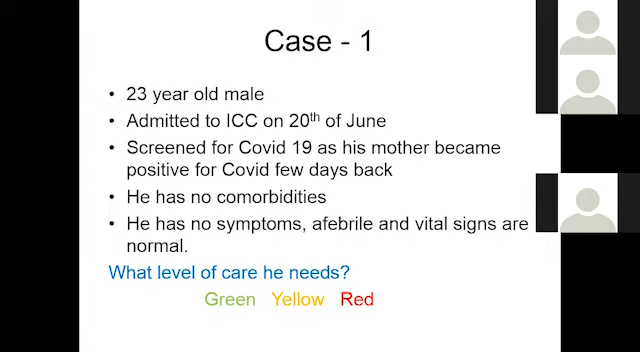 Case - 1
• 23 year old male
• Admitted to ICC on 20th of June
• Screened for Covid 19 as his mother became
positive for Covid few days back
• He has no comorbidities
• He has no symptoms, afebrile and vital signs are
normal.
What level of care he needs?
Green Yellow Red